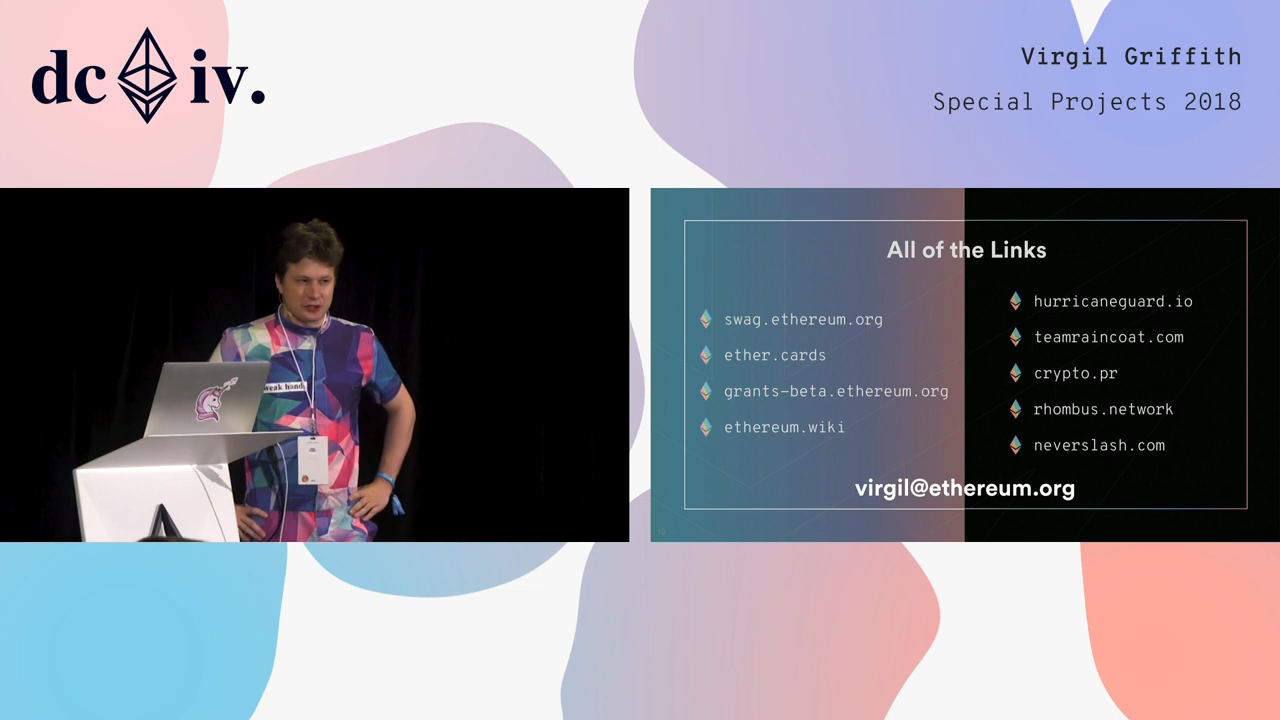 dc iv.
Virgil Griffith
Special Projects 2018
weak hand
All of the Links
swag.ethereum.org
ether.cards
grants-beta.ethereum.org
ethereum.wiki
hurricaneguard.io
teamraincoat.com
crypto.pr
rhombus.network
neverslash.com
virgil@ethereum.org